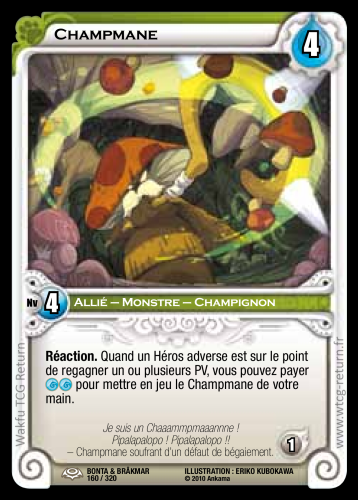 Champmane
4
Nv 4 Allié – Monstre – Champignon
Réaction. Quand un Héros adverse est sur le point
de regagner un ou plusieurs PV, vous pouvez payer
pour mettre en jeu le Champmane de votre
main.
Je suis un Chaaammpmaaannne !
Pipalapalopo ! Pipalapalopo !!
– Champmane soufrant d'un défaut de bégaiement.
1
BONTA & BRÂKMAR
160 / 320
ILLUSTRATION : ERIKO KUBOKAWA
© 2010 Ankama
Wakfu TCG Return
www.wtcg-return.fr